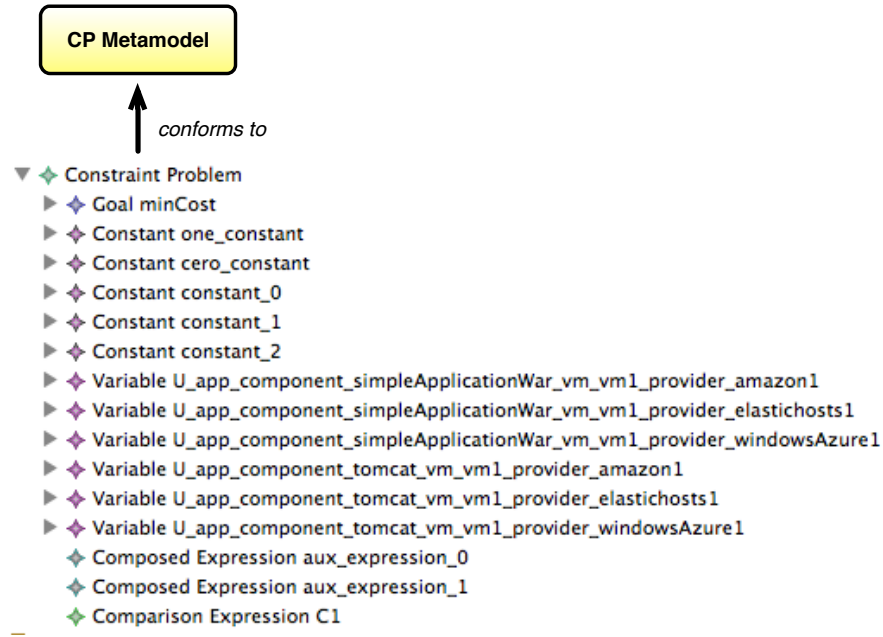 CP Metamodel
conforms to
Constraint Problem
Goal minCost
Constant one_constant
Constant cero_constant
Constant constant_0
Constant constant_1
Constant constant_2
Variable U_app_component_simpleApplicationWar_vm_vm1_provider_amazon1
Variable U_app_component_simpleApplicationWar_vm_vm1_provider_elastichosts1
Variable U_app_component_simpleApplicationWar_vm_vm1_provider_windowsAzure1
Variable U_app_component_tomcat_vm_vm1_provider_amazon1
Variable U_app_component_tomcat_vm_vm1_provider_elastichosts1
Variable U_app_component_tomcat_vm_vm1_provider_windowsAzure1
Composed Expression aux_expression_0
Composed Expression aux_expression_1
Comparison Expression C1